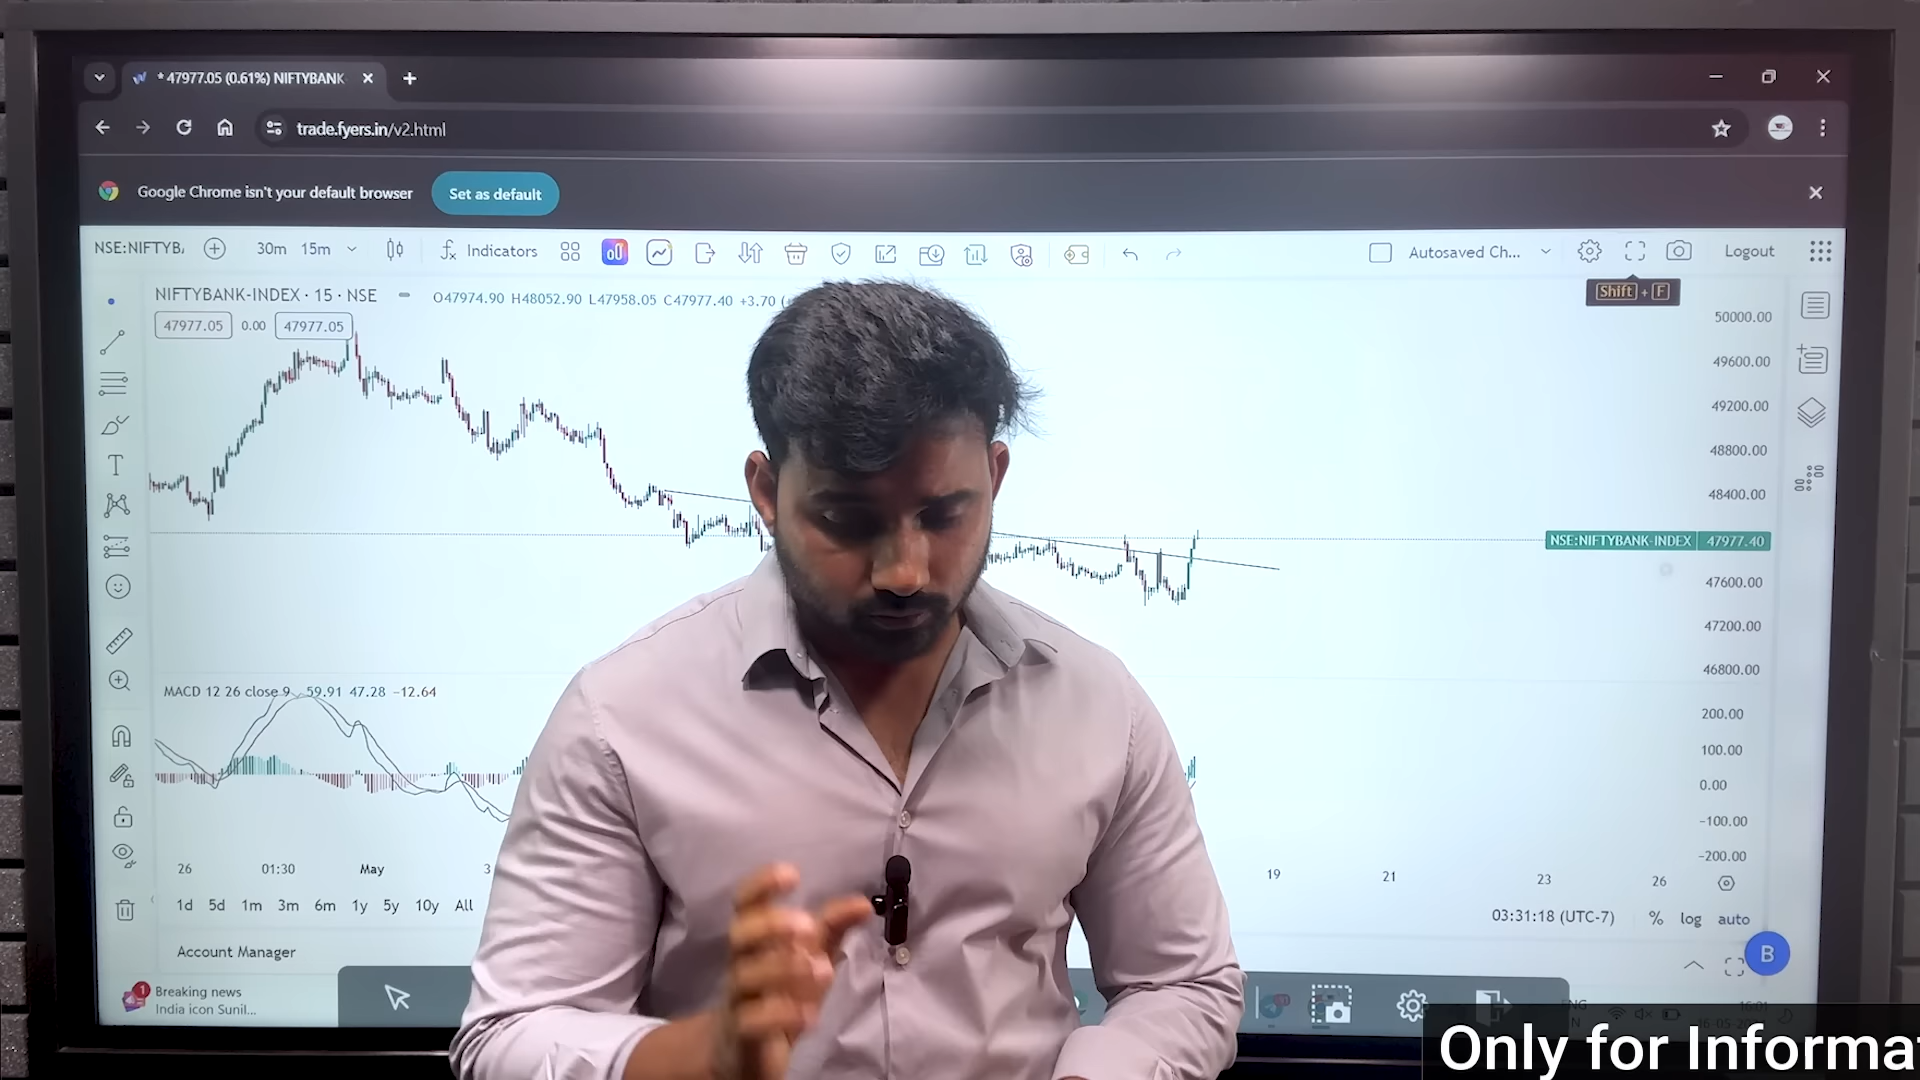 * 47977.05 (0.61%) NIFTYBANK
trade.fyers.in/v2.html
Google Chrome isn't your default browser
Set as default
NSE:NIFTYB
30m 15m
Indicators
Autosaved Ch...
Logout
Shift + F
NIFTYBANK-INDEX · 15 · NSE
O47974.90 H48052.90 L47958.05 C47977.40 +3.70
47977.05 0.00 47977.05
50000.00
49600.00
49200.00
48800.00
48400.00
NSE:NIFTYBANK-INDEX 47977.40
47600.00
47200.00
46800.00
MACD 12 26 close 9 59.91 47.28 −12.64
200.00
100.00
0.00
−100.00
−200.00
26 01:30 May 3 19 21 23 26
1d 5d 1m 3m 6m 1y 5y 10y All
03:31:18 (UTC-7) % log auto
Account Manager
B
1
Breaking news
India icon Sunil...
16:01
Only for Informat